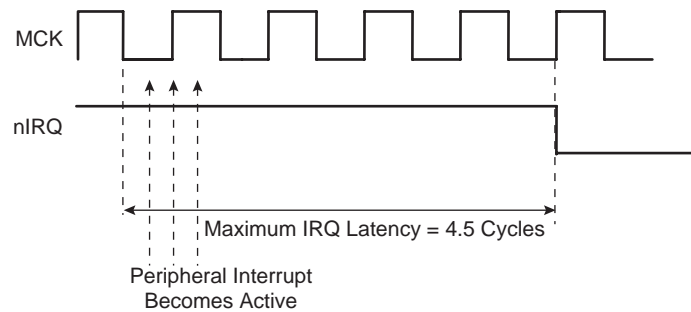 MCK
nIRQ
Maximum IRQ Latency = 4.5 Cycles
Peripheral Interrupt
Becomes Active